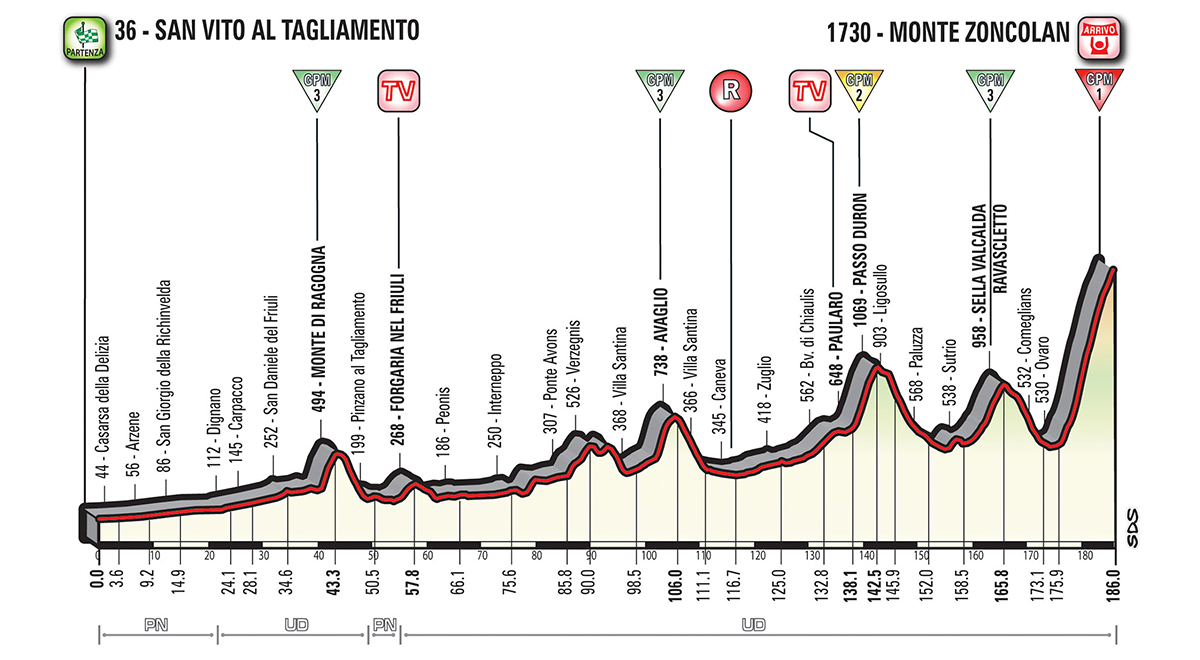 36 - SAN VITO AL TAGLIAMENTO
1730 - MONTE ZONCOLAN
PARTENZA
ARRIVO
GPM
3
TV
GPM
3
R
TV
GPM
2
GPM
3
GPM
1
44 - Casarsa della Delizia
56 - Arzene
86 - San Giorgio della Richinvelda
112 - Dignano
145 - Carpacco
252 - San Daniele del Friuli
494 - MONTE DI RAGOGNA
199 - Pinzano al Tagliamento
268 - FORGARIA NEL FRIULI
186 - Peonis
250 - Interneppo
307 - Ponte Avons
526 - Verzegnis
368 - Villa Santina
738 - AVAGLIO
366 - Villa Santina
345 - Caneva
418 - Zuglio
562 - Bv. di Chiaulis
648 - PAULARO
1069 - PASSO DURON
903 - Ligosullo
568 - Paluzza
538 - Sutrio
958 - SELLA VALCALDA
RAVASCLETTO
532 - Comeglians
530 - Ovaro
0 10 20 30 40 50 60 70 80 90 100 110 120 130 140 150 160 170 180
0.0 3.6 9.2 14.9 24.1 28.1 34.6 43.3 50.5 57.8 66.1 75.6 85.8 90.0 98.5 106.0 111.1 116.7 125.0 132.8 138.1 142.5 145.9 152.0 158.5 165.8 173.1 175.9 186.0
SDS
PN UD PN UD